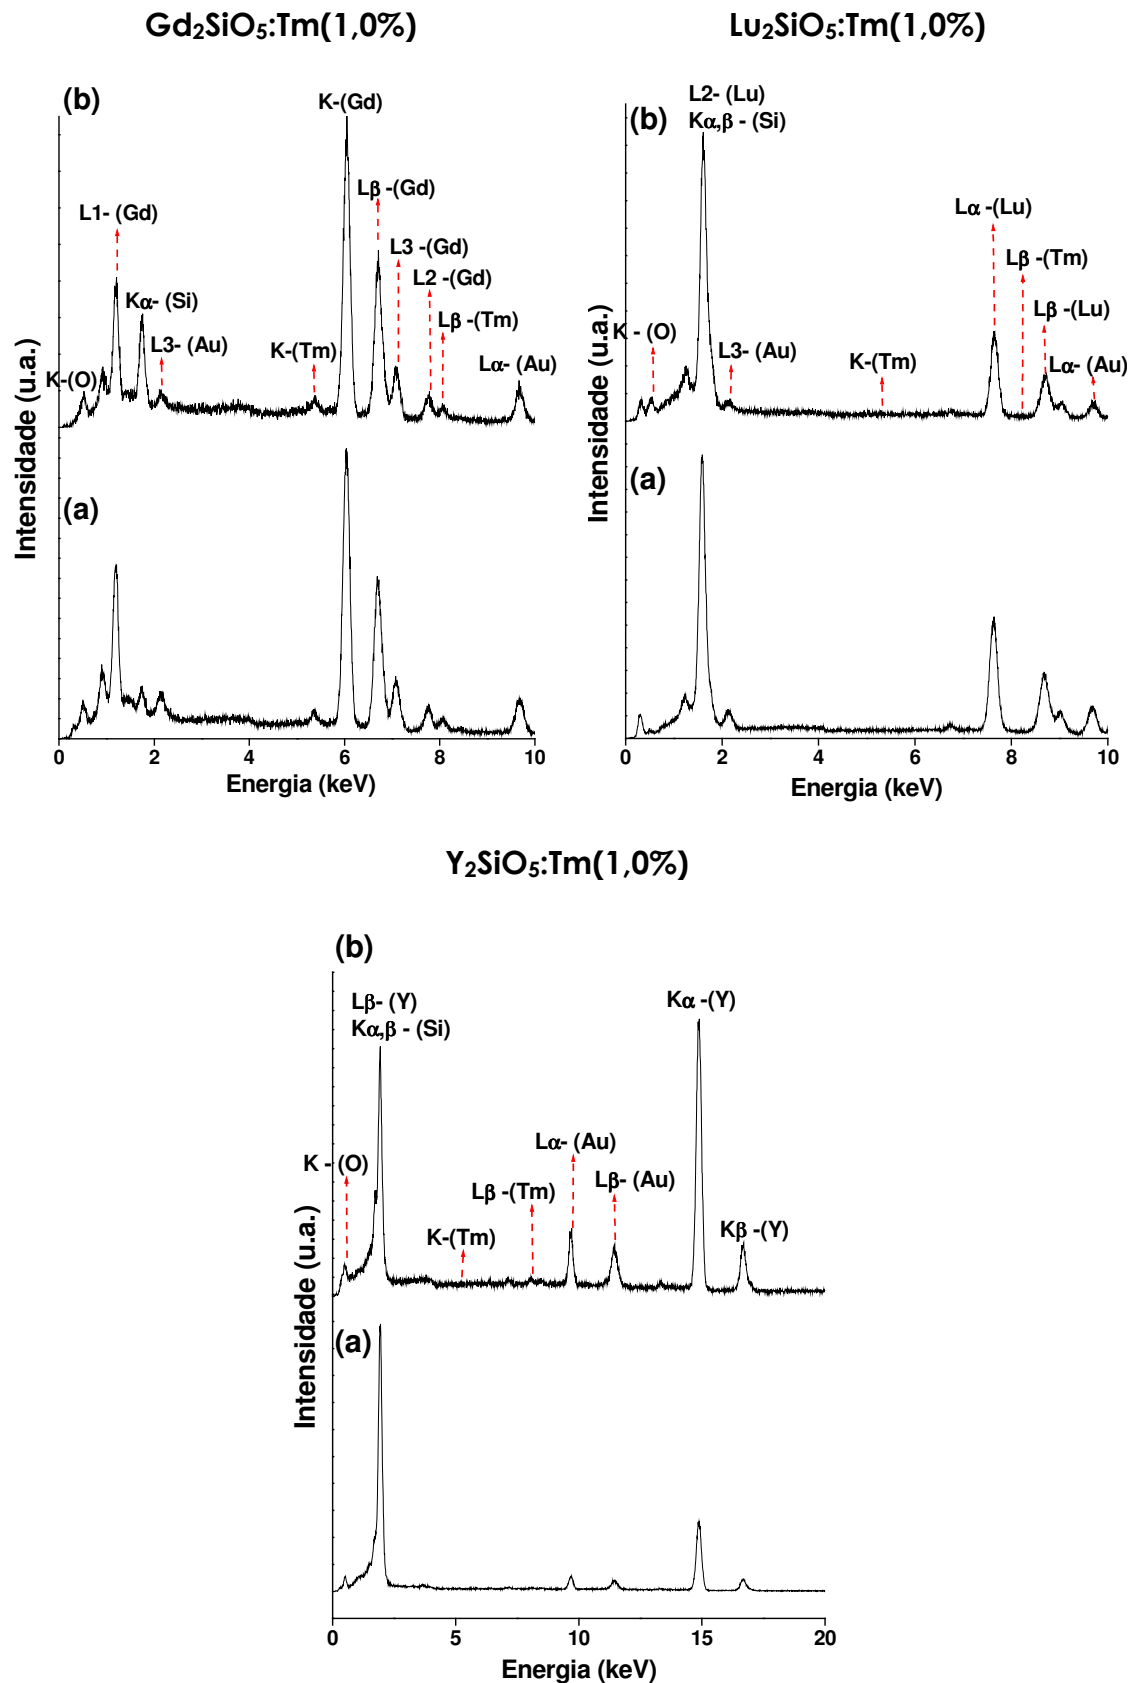 Gd₂SiO₅:Tm(1,0%)
(b)
K-(Gd)
Lβ -(Gd)
L1- (Gd)
L3 -(Gd)
L2 -(Gd)
Kα- (Si)
Lβ -(Tm)
L3- (Au)
K-(Tm)
Lα- (Au)
K-(O)
(a)
Intensidade (u.a.)
0 2 4 6 8 10
Energia (keV)
Lu₂SiO₅:Tm(1,0%)
(b)
L2- (Lu)
Kα,β - (Si)
Lα -(Lu)
Lβ -(Tm)
Lβ -(Lu)
K - (O)
L3- (Au)
K-(Tm)
Lα- (Au)
(a)
Intensidade (u.a.)
0 2 4 6 8 10
Energia (keV)
Y₂SiO₅:Tm(1,0%)
(b)
Lβ- (Y)
Kα,β - (Si)
Kα -(Y)
Lα- (Au)
K - (O)
Lβ- (Au)
Lβ -(Tm)
K-(Tm)
Kβ -(Y)
(a)
Intensidade (u.a.)
0 5 10 15 20
Energia (keV)